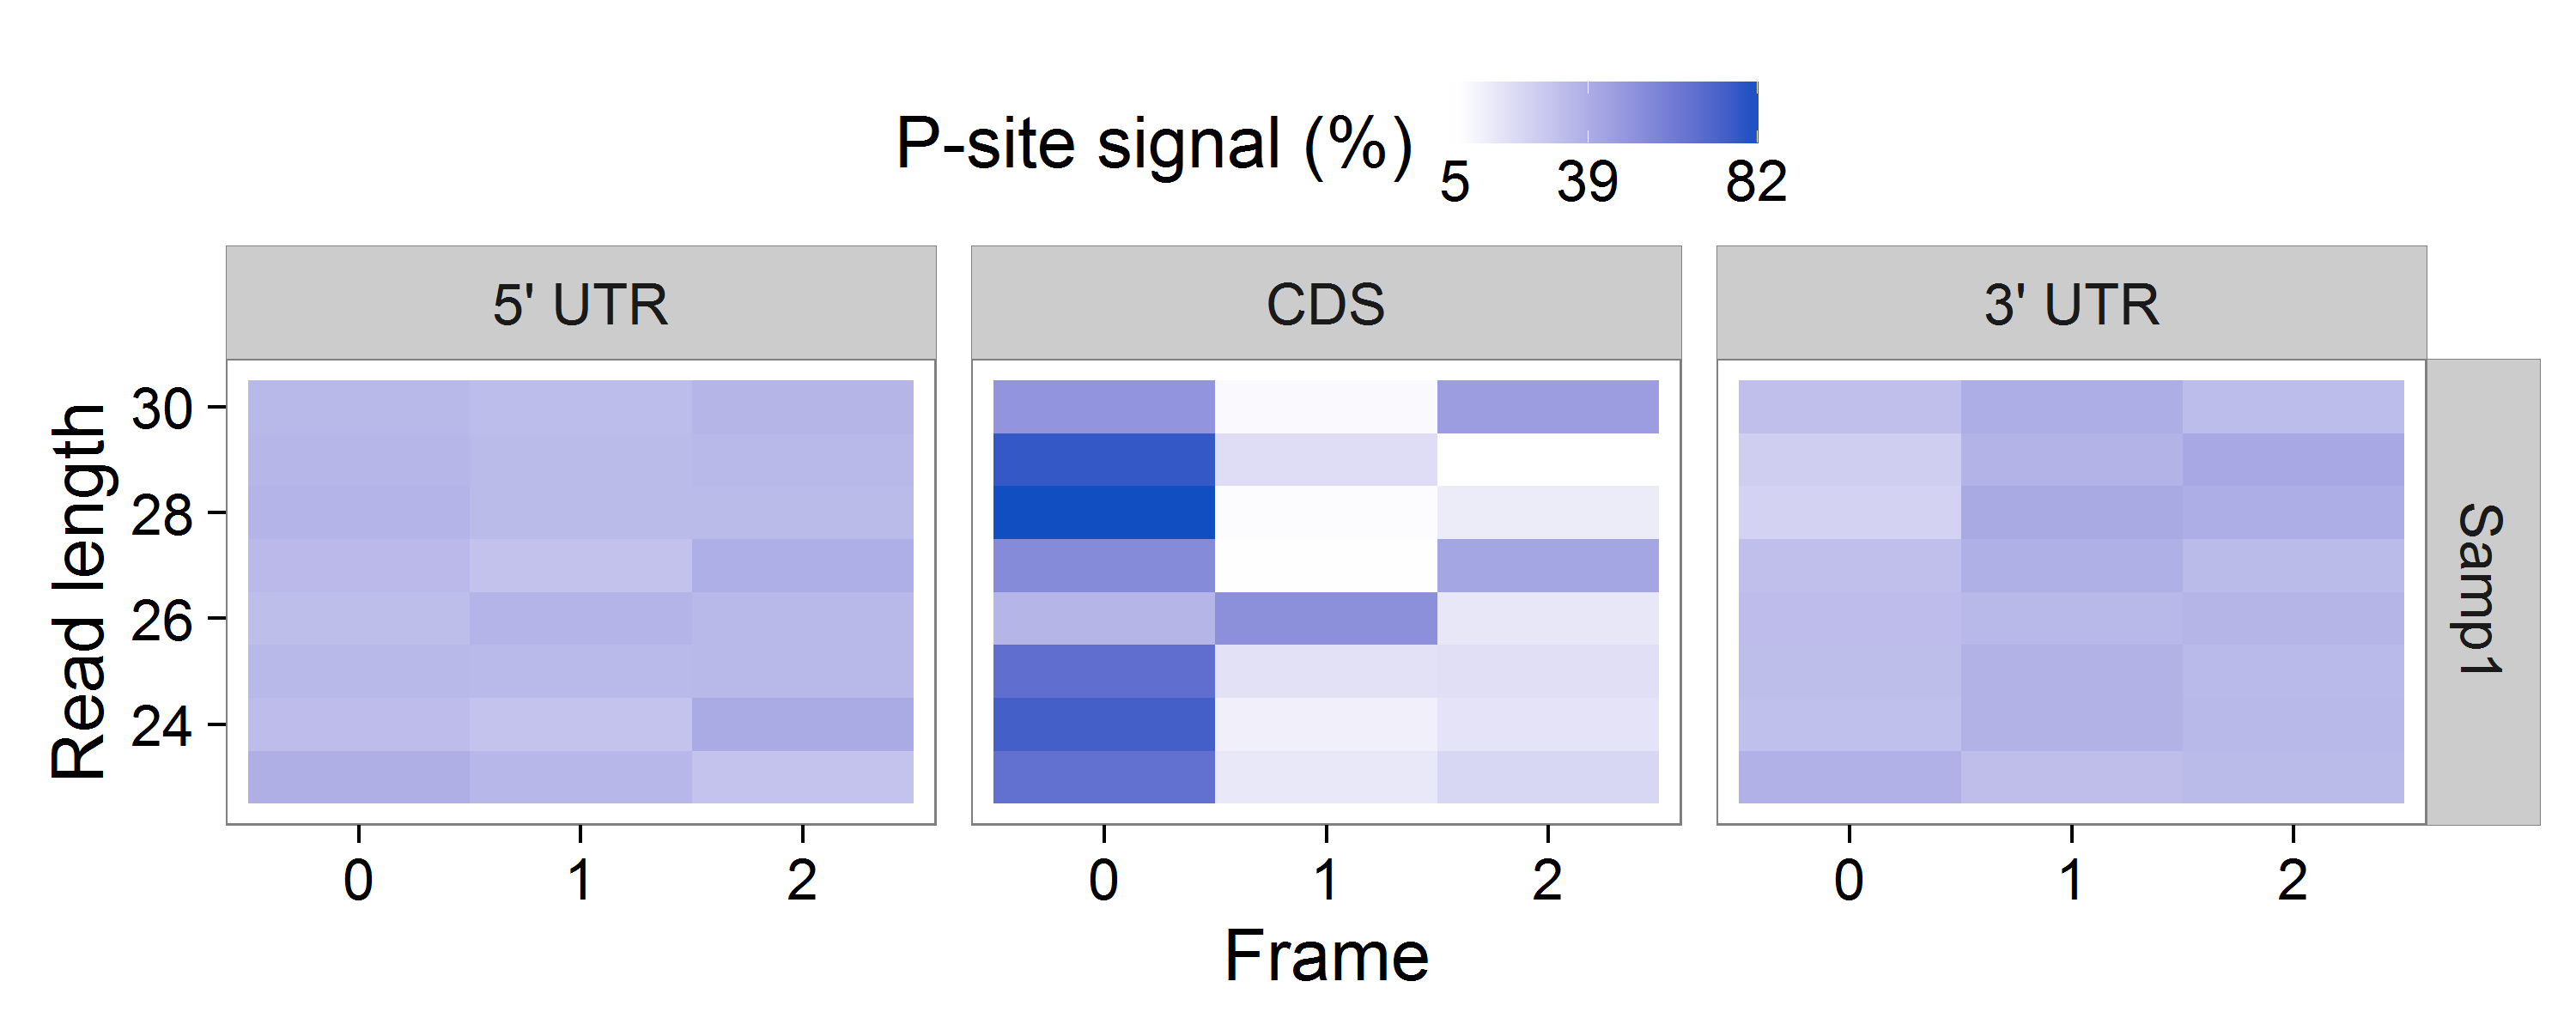 P-site signal (%)
5 39 82
5' UTR CDS 3' UTR
Read length
30
28
26
24
Samp1
0 1 2 0 1 2 0 1 2
Frame